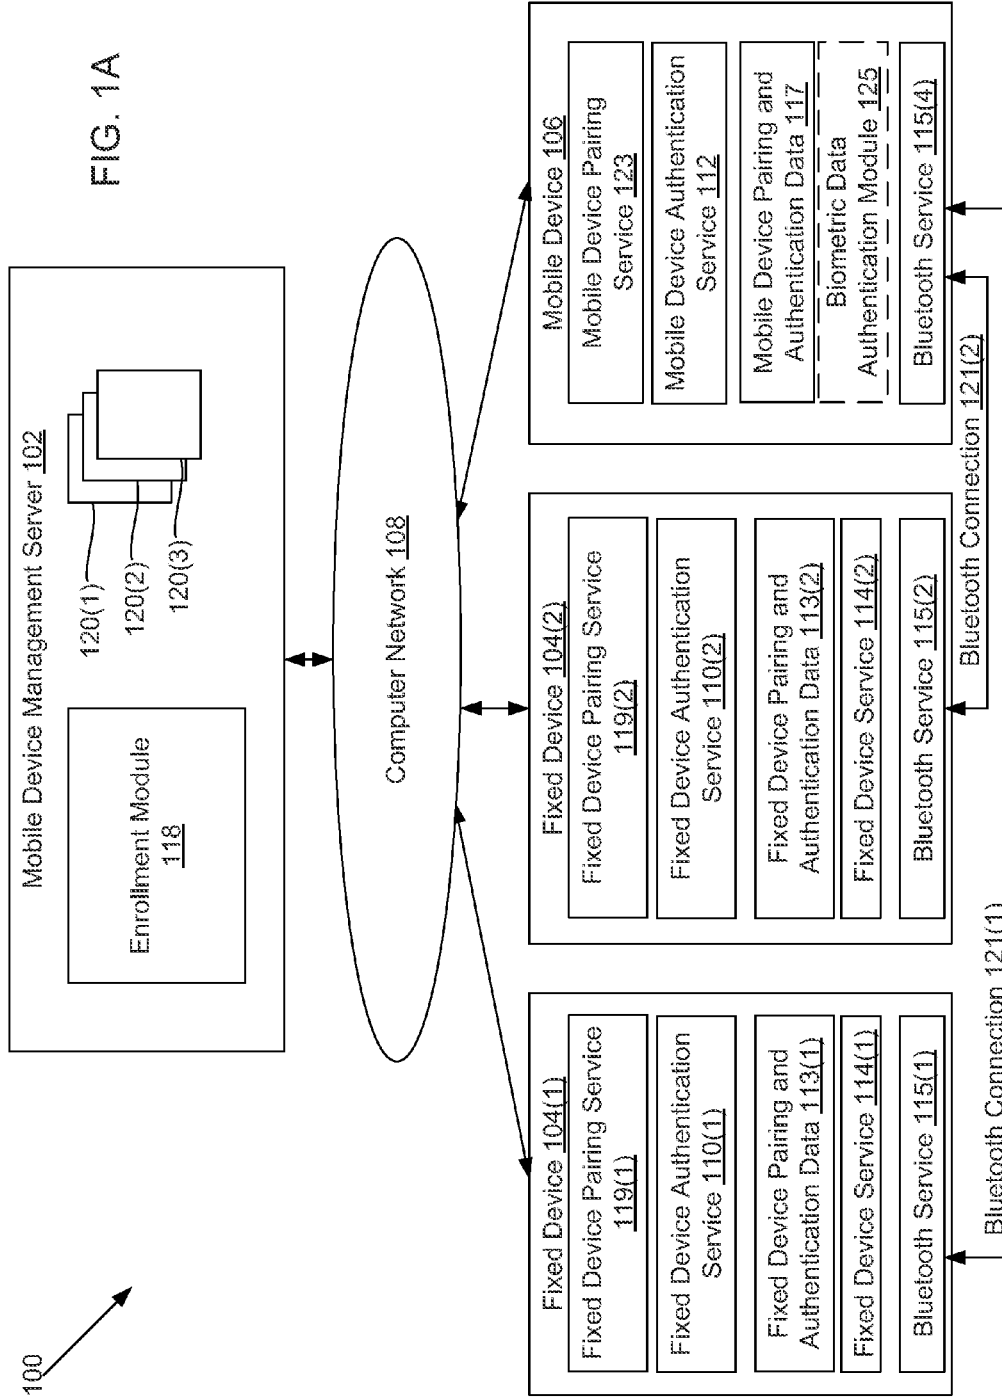 100
FIG. 1A
Mobile Device Management Server 102
Enrollment Module
118
120(1)
120(2)
120(3)
Computer Network 108
Fixed Device 104(1)
Fixed Device Pairing Service
119(1)
Fixed Device Authentication
Service 110(1)
Fixed Device Pairing and
Authentication Data 113(1)
Fixed Device Service 114(1)
Bluetooth Service 115(1)
Fixed Device 104(2)
Fixed Device Pairing Service
119(2)
Fixed Device Authentication
Service 110(2)
Fixed Device Pairing and
Authentication Data 113(2)
Fixed Device Service 114(2)
Bluetooth Service 115(2)
Mobile Device 106
Mobile Device Pairing
Service 123
Mobile Device Authentication
Service 112
Mobile Device Pairing and
Authentication Data 117
Biometric Data
Authentication Module 125
Bluetooth Service 115(4)
Bluetooth Connection 121(2)
Bluetooth Connection 121(1)